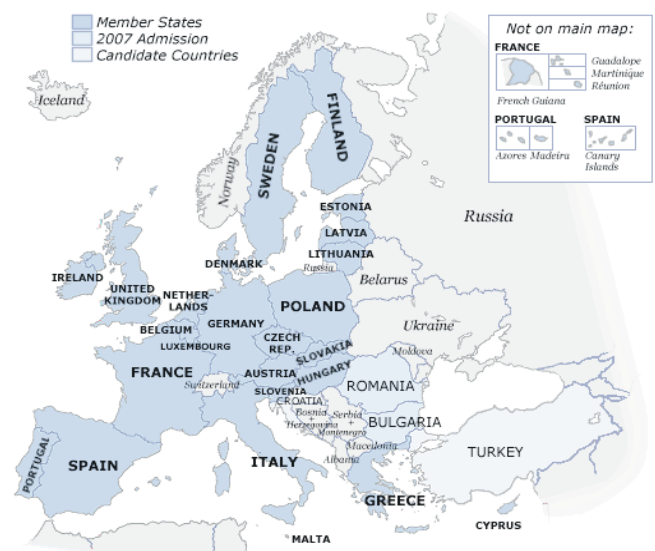 Member States
2007 Admission
Candidate Countries
Not on main map:
FRANCE
Guadalope
Martinique
Réunion
French Guiana
PORTUGAL
SPAIN
Azores Madeira
Canary
Islands
Iceland
FINLAND
SWEDEN
Norway
Russia
ESTONIA
LATVIA
LITHUANIA
Russia
DENMARK
Belarus
IRELAND
UNITED
KINGDOM
NETHER-
LANDS
POLAND
BELGIUM
GERMANY
Ukraine
LUXEMBOURG
CZECH
REP.
SLOVAKIA
Moldova
FRANCE
Switzerland
AUSTRIA
HUNGARY
ROMANIA
SLOVENIA
CROATIA
Bosnia
+
Herzegovina
Serbia
+
Montenegro
BULGARIA
Macedonia
Albania
PORTUGAL
SPAIN
ITALY
TURKEY
GREECE
CYPRUS
MALTA